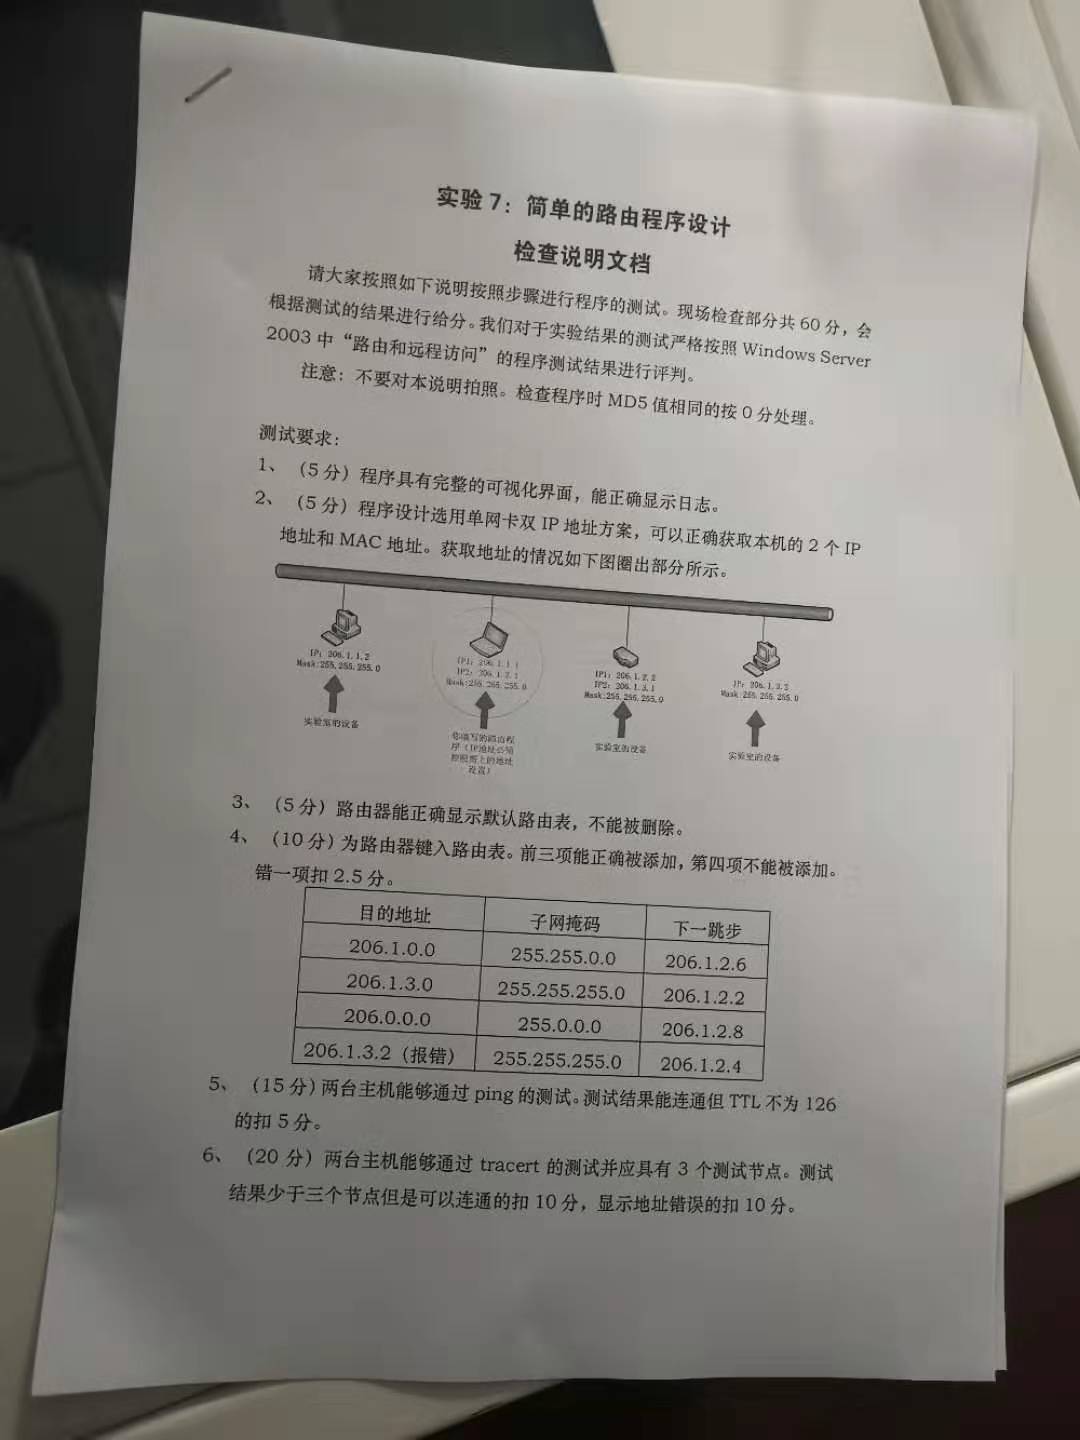 实验 7：简单的路由程序设计
检查说明文档
请大家按照如下说明按照步骤进行程序的测试。现场检查部分共 60 分，会
根据测试的结果进行给分。我们对于实验结果的测试严格按照 Windows Server
2003 中“路由和远程访问”的程序测试结果进行评判。
注意：不要对本说明拍照。检查程序时 MD5 值相同的按 0 分处理。
测试要求：
1、（5 分）程序具有完整的可视化界面，能正确显示日志。
2、（5 分）程序设计选用单网卡双 IP 地址方案，可以正确获取本机的 2 个 IP
地址和 MAC 地址。获取地址的情况如下图圈出部分所示。
IP: 206.1.1.2
Mask:255.255.255.0
实验室的设备
IP1: 206.1.1.1
IP2: 206.1.2.1
Mask:255.255.255.0
你编写的路由程
序（IP地址必须
按照图上的地址
设置）
IP1: 206.1.2.2
IP2: 206.1.3.1
Mask:255.255.255.0
实验室的设备
IP: 206.1.3.2
Mask:255.255.255.0
实验室的设备
3、（5 分）路由器能正确显示默认路由表，不能被删除。
4、（10 分）为路由器键入路由表。前三项能正确被添加，第四项不能被添加。
错一项扣 2.5 分。
目的地址 子网掩码 下一跳步
206.1.0.0 255.255.0.0 206.1.2.6
206.1.3.0 255.255.255.0 206.1.2.2
206.0.0.0 255.0.0.0 206.1.2.8
206.1.3.2（报错） 255.255.255.0 206.1.2.4
5、（15 分）两台主机能够通过 ping 的测试。测试结果能连通但 TTL 不为 126
的扣 5 分。
6、（20 分）两台主机能够通过 tracert 的测试并应具有 3 个测试节点。测试
结果少于三个节点但是可以连通的扣 10 分，显示地址错误的扣 10 分。